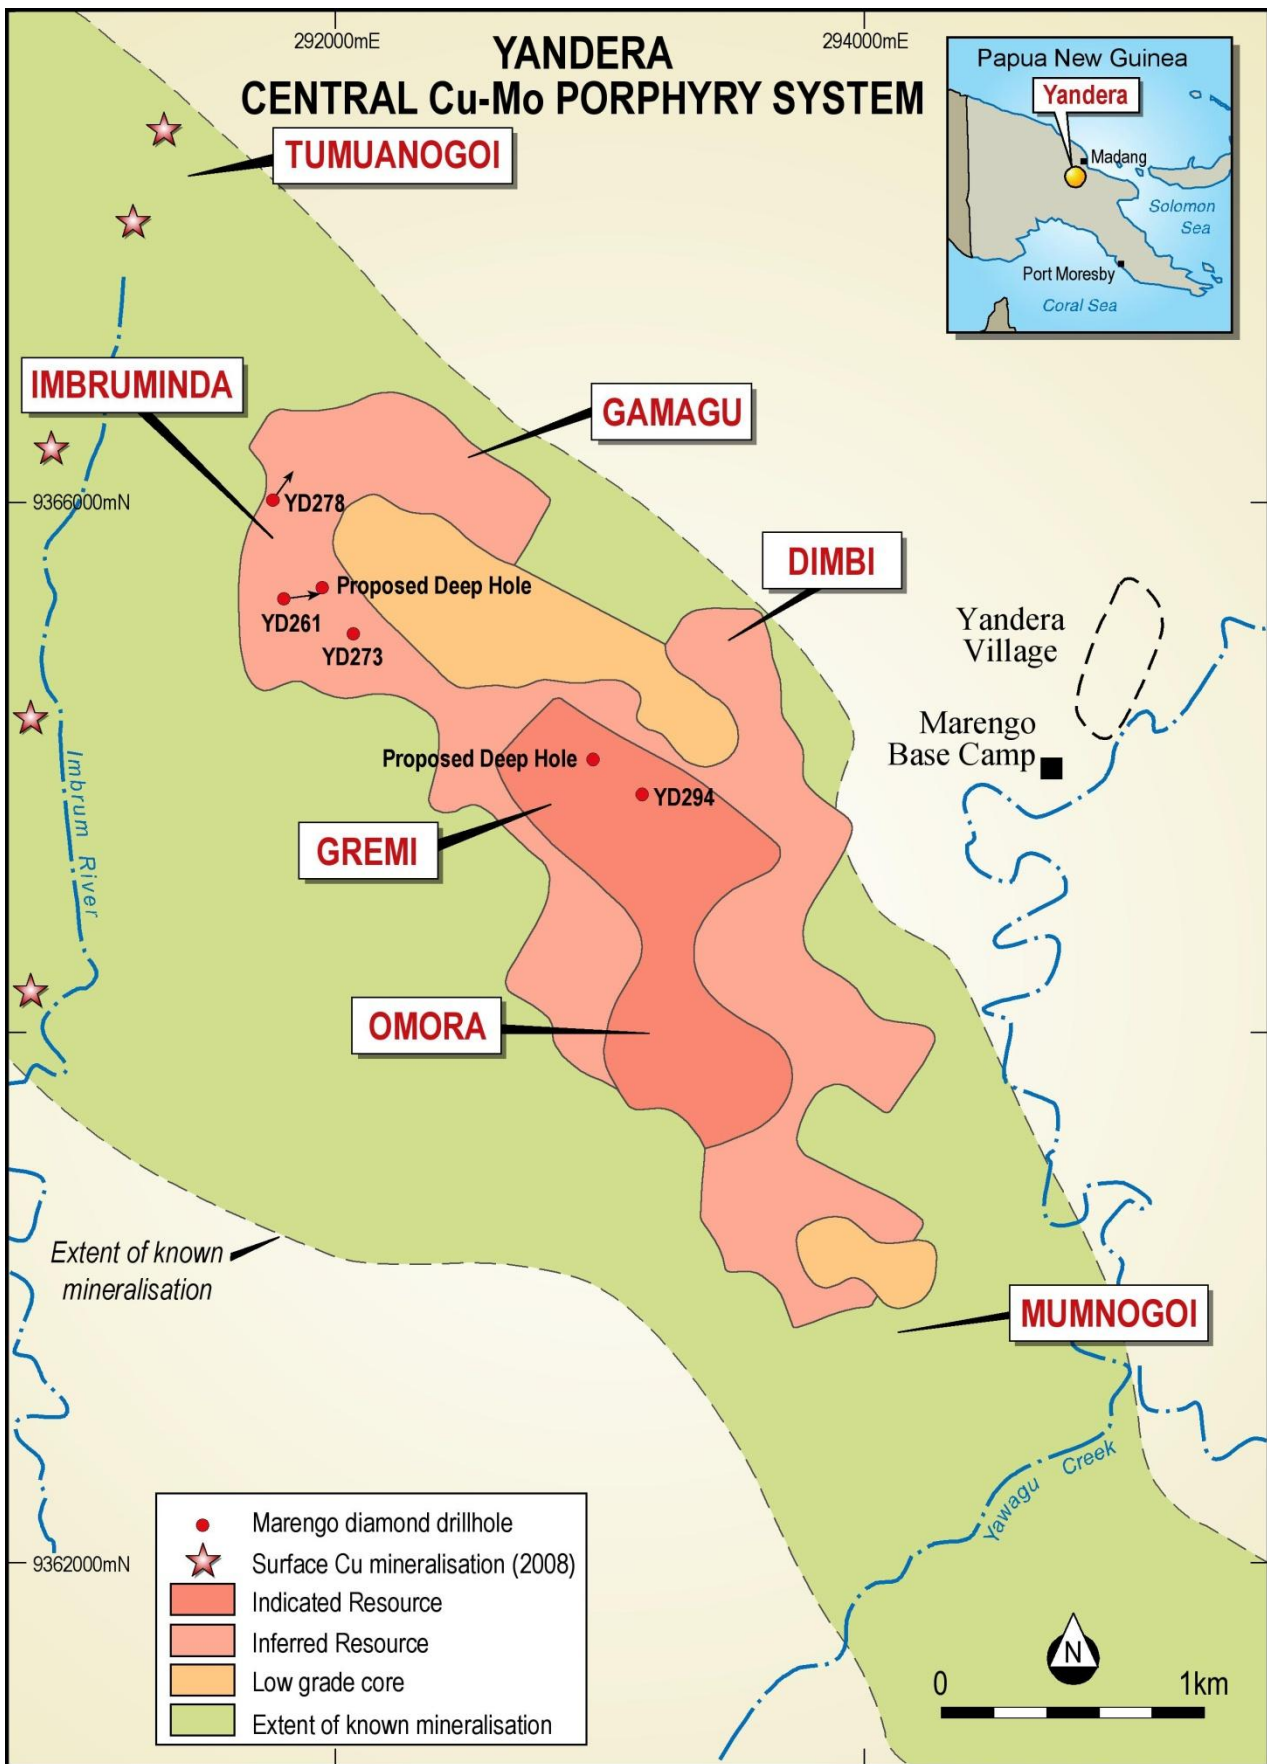 292000mE
294000mE
YANDERA
CENTRAL Cu-Mo PORPHYRY SYSTEM
Papua New Guinea
Yandera
Madang
Solomon
Sea
Port Moresby
Coral Sea
TUMUANOGOI
IMBRUMINDA
GAMAGU
9366000mN
YD278
DIMBI
Proposed Deep Hole
YD261
YD273
Yandera
Village
Marengo
Base Camp
Proposed Deep Hole
YD294
Imbrum River
GREMI
OMORA
Extent of known
mineralisation
MUMNOGOI
Yawagu Creek
Marengo diamond drillhole
Surface Cu mineralisation (2008)
9362000mN
Indicated Resource
Inferred Resource
Low grade core
Extent of known mineralisation
N
0 1km